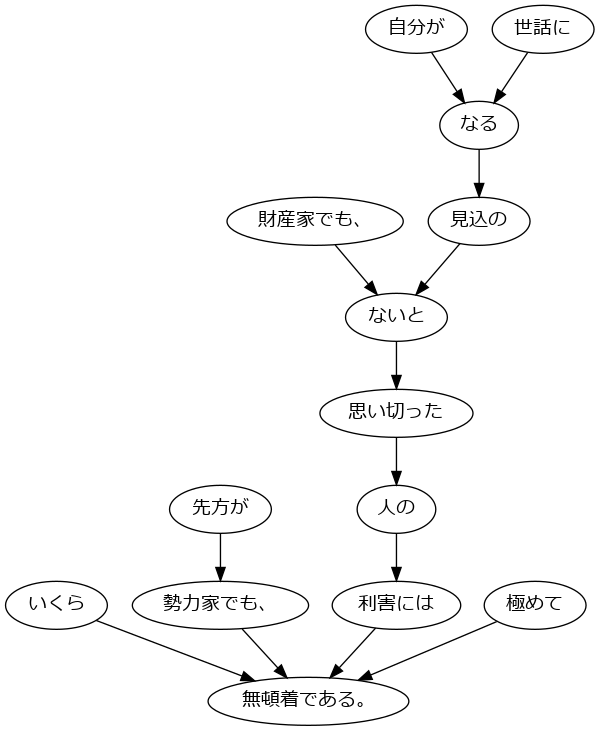 自分が
世話に
なる
財産家でも、
見込の
ないと
思い切った
先方が
人の
いくら
勢力家でも、
利害には
極めて
無頓着である。